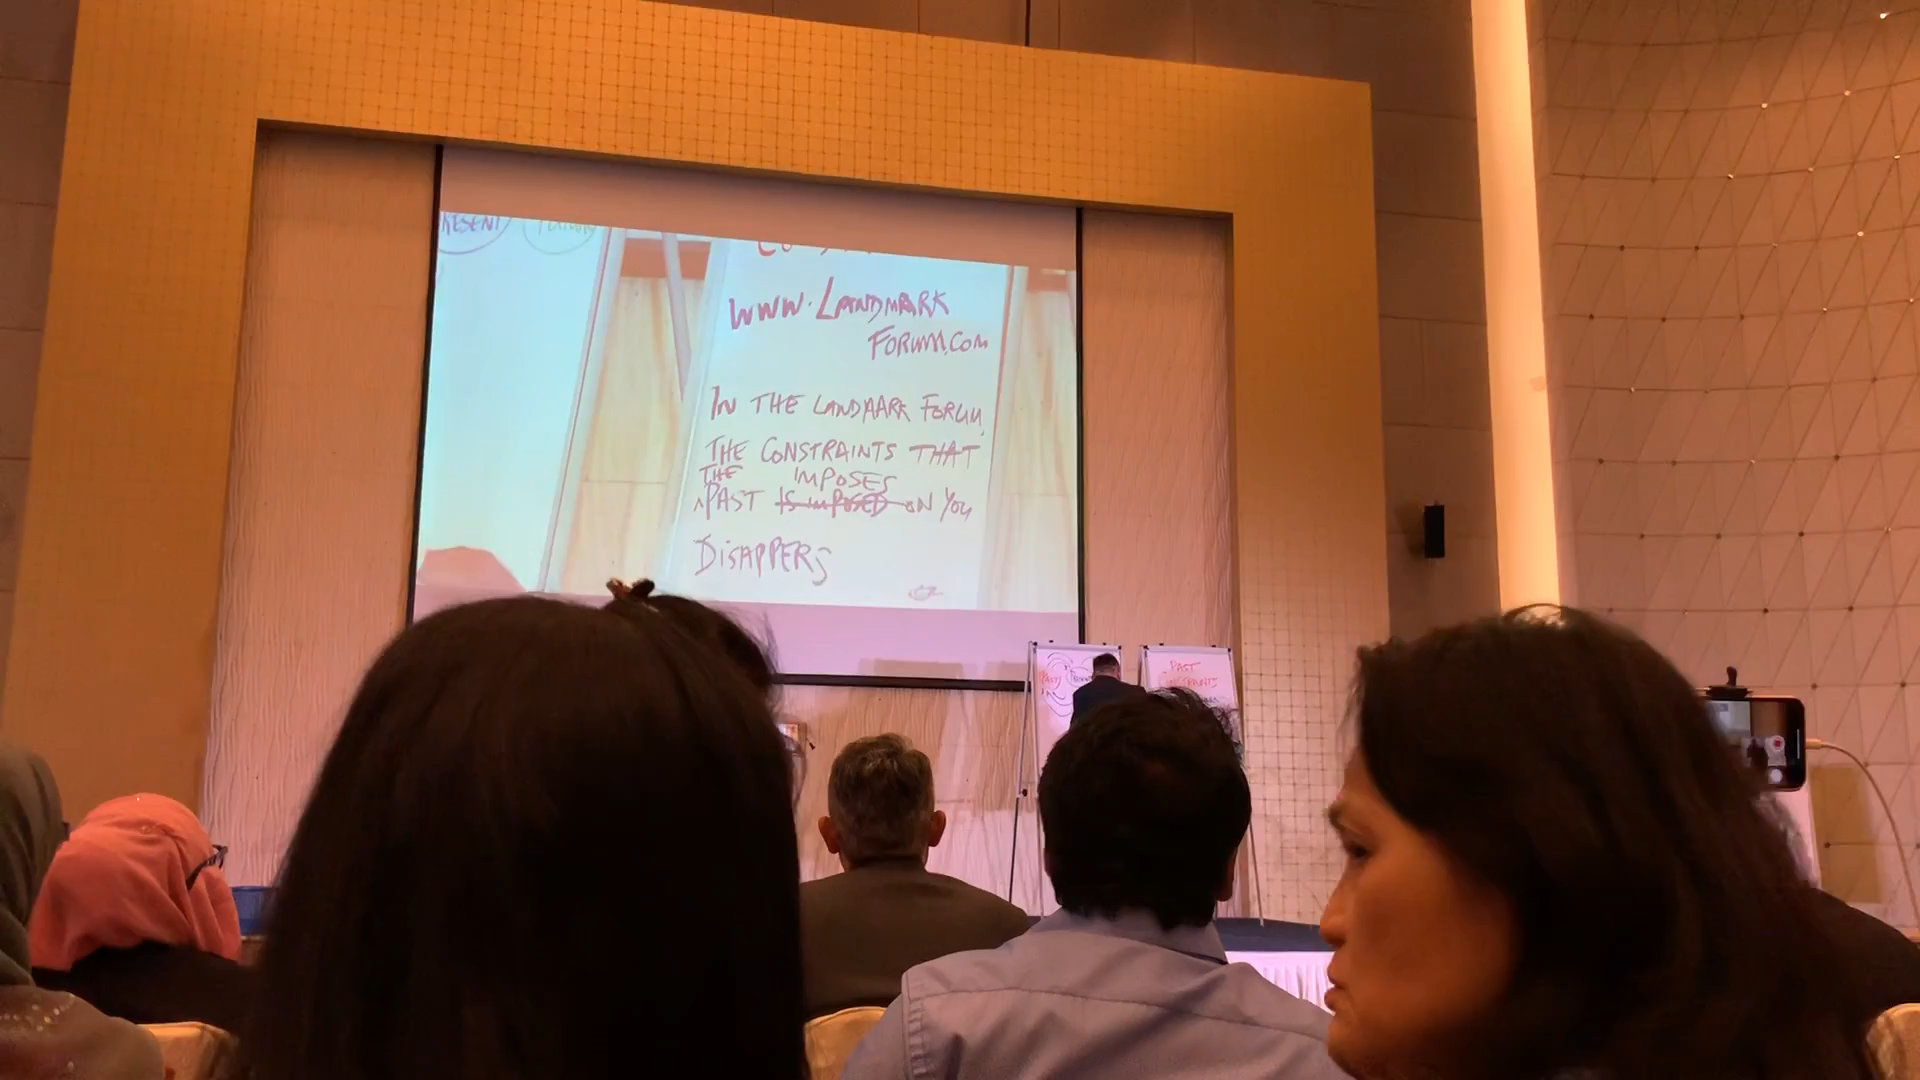 WWW.LANDMARK
FORUM.COM
IN THE LANDMARK FORUM,
THE CONSTRAINTS THAT
THE IMPOSES
^PAST IS IMPOSED ON YOU
DISAPPERS
PAST
CONSTRAINTS